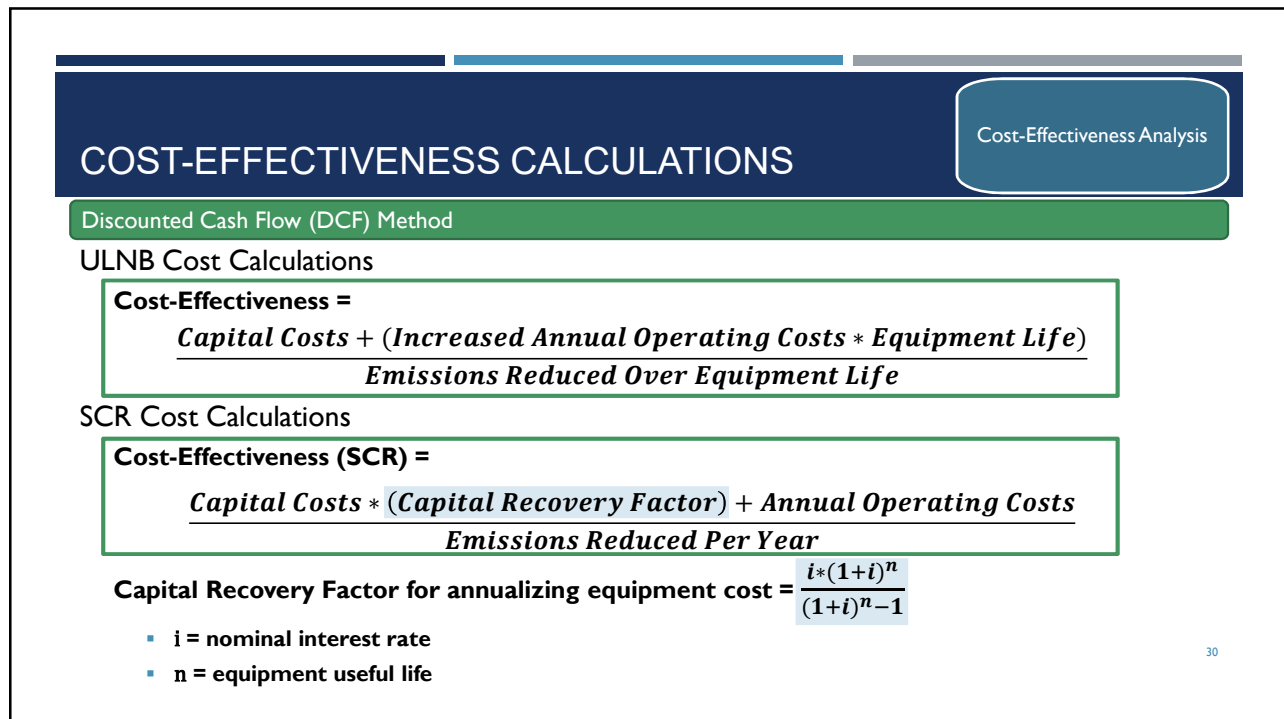 Cost-Effectiveness Analysis
COST-EFFECTIVENESS CALCULATIONS
Discounted Cash Flow (DCF) Method
ULNB Cost Calculations
Cost-Effectiveness =
Capital Costs + (Increased Annual Operating Costs * Equipment Life)
Emissions Reduced Over Equipment Life
SCR Cost Calculations
Cost-Effectiveness (SCR) =
Capital Costs * (Capital Recovery Factor) + Annual Operating Costs
Emissions Reduced Per Year
Capital Recovery Factor for annualizing equipment cost = i*(1+i)^n / (1+i)^n−1
▪ i = nominal interest rate
▪ n = equipment useful life
30